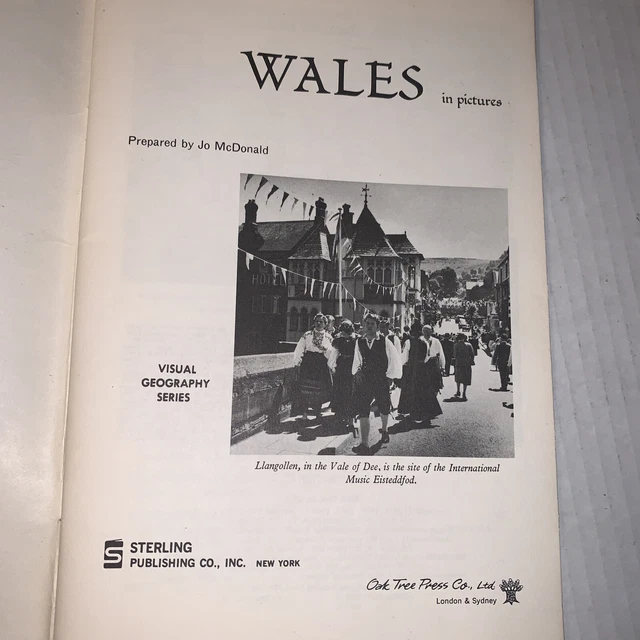 WALES in pictures
Prepared by Jo McDonald
HOTEL
VISUAL
GEOGRAPHY
SERIES
Llangollen, in the Vale of Dee, is the site of the International
Music Eisteddfod.
S STERLING
PUBLISHING CO., INC. NEW YORK
Oak Tree Press Co., Ltd.
London & Sydney